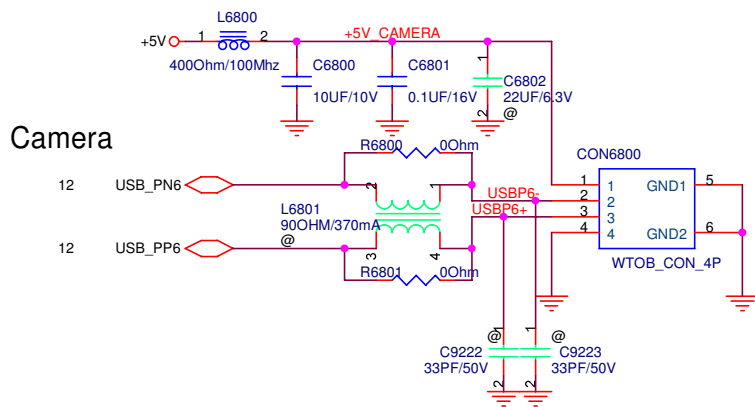 L6800
+5V
1
2
+5V_CAMERA
400Ohm/100Mhz
C6800
10UF/10V
C6801
0.1UF/16V
1
C6802
22UF/6.3V
2
@
Camera
R6800
0Ohm
CON6800
12
USB_PN6
2
1
USBP6-
1
1
GND1
5
2
2
L6801
90OHM/370mA
@
USBP6+
3
3
12
USB_PP6
3
4
4
4
GND2
6
R6801
0Ohm
WTOB_CON_4P
@
1
@
1
C9222
33PF/50V
C9223
33PF/50V
2
2